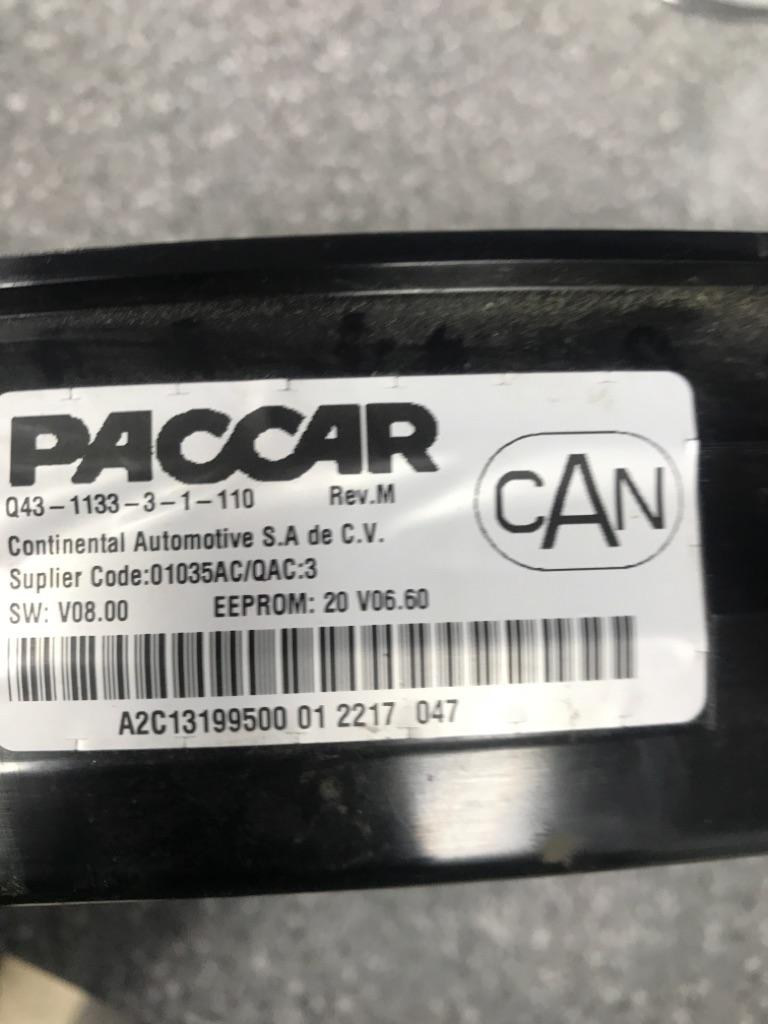 PACCAR
Q43-1133-3-1-110 Rev.M
CAN
Continental Automotive S.A de C.V.
Suplier Code:01035AC/QAC:3
SW: V08.00 EEPROM: 20 V06.60
A2C13199500 01 2217 047